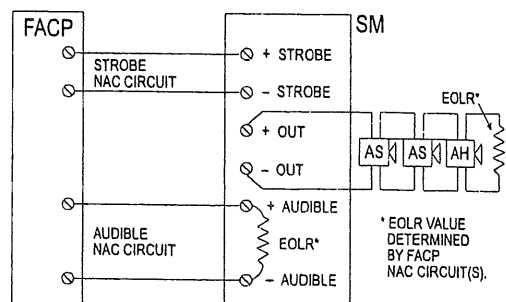 FACP
SM
STROBE
NAC CIRCUIT
+ STROBE
- STROBE
+ OUT
- OUT
EOLR*
AS
AS
AH
+ AUDIBLE
AUDIBLE
NAC CIRCUIT
EOLR*
- AUDIBLE
* EOLR VALUE
DETERMINED
BY FACP
NAC CIRCUIT(S).